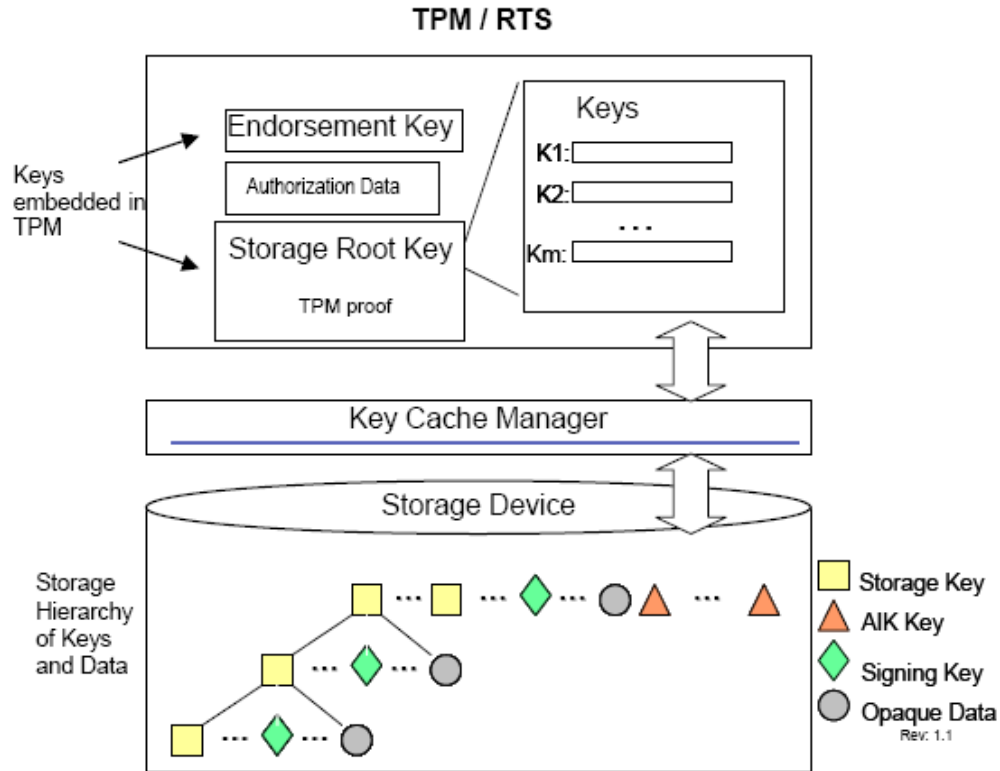 TPM / RTS
Endorsement Key
Authorization Data
Storage Root Key
TPM proof
Keys
embedded in
TPM
Keys
K1:
K2:
...
Km:
Key Cache Manager
Storage Device
Storage
Hierarchy
of Keys
and Data
... ... ... ...
... ...
... ...
Storage Key
AIK Key
Signing Key
Opaque Data
Rev: 1.1